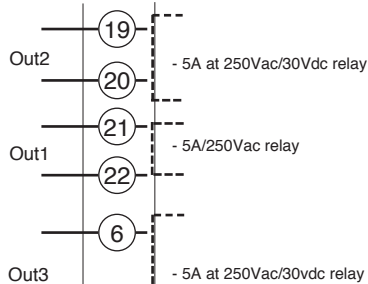 19
Out2
- 5A at 250Vac/30Vdc relay
20
21
Out1
- 5A/250Vac relay
22
6
Out3
- 5A at 250Vac/30vdc relay